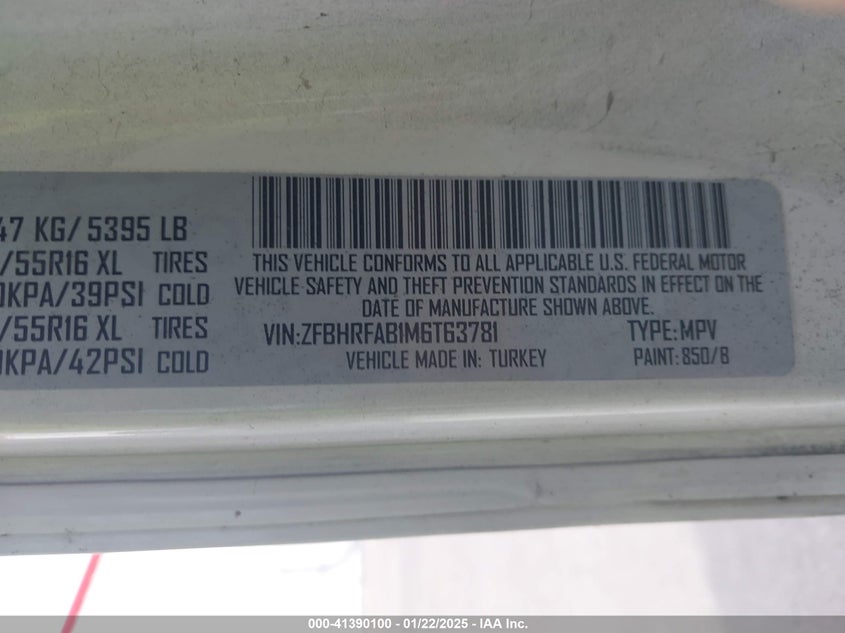 47 KG/ 5395 LB
/55R16 XL TIRES
0KPA/39PSI COLD
/55R16 XL TIRES
0KPA/42PSI COLD
THIS VEHICLE CONFORMS TO ALL APPLICABLE U.S. FEDERAL MOTOR
VEHICLE SAFETY AND THEFT PREVENTION STANDARDS IN EFFECT ON THE
DATE OF MANUFACTURE SHOWN ABOVE.
VIN:ZFBHRFAB1M6T63781 TYPE:MPV
VEHICLE MADE IN: TURKEY PAINT: 850/B
000-41390100 - 01/22/2025 - IAA Inc.